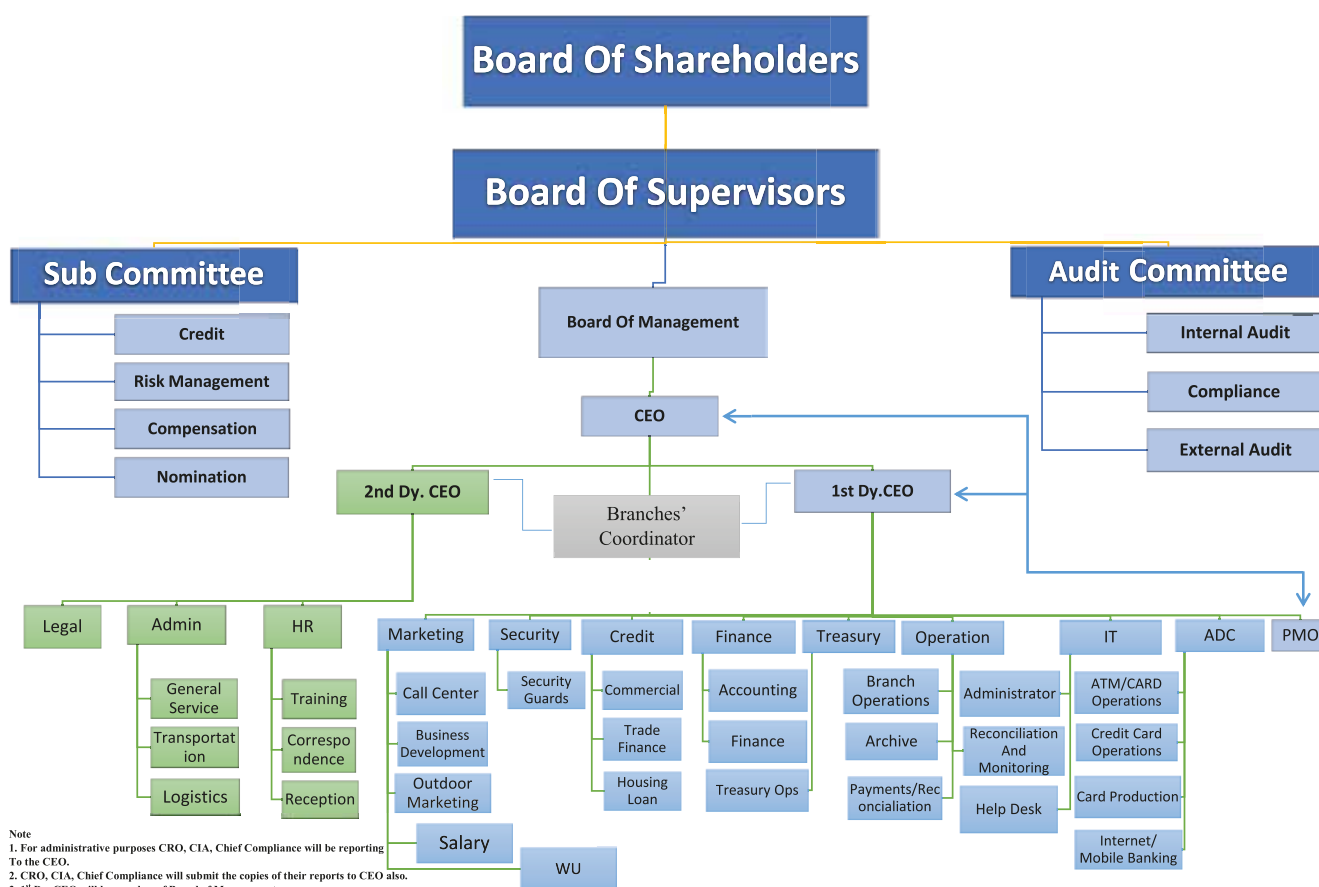 Board Of Shareholders
Board Of Supervisors
Sub Committee
Audit Committee
Credit
Risk Management
Compensation
Nomination
Board Of Management
CEO
Internal Audit
Compliance
External Audit
2nd Dy. CEO
Branches'
Coordinator
1st Dy.CEO
Legal
Admin
HR
Marketing
Security
Credit
Finance
Treasury
Operation
IT
ADC
PMO
General
Service
Transportat
ion
Logistics
Training
Correspo
ndence
Reception
Call Center
Business
Development
Outdoor
Marketing
Salary
WU
Security
Guards
Commercial
Trade
Finance
Housing
Loan
Accounting
Finance
Treasury Ops
Branch
Operations
Archive
Payments/Rec
oncialiation
Administrator
Reconciliation
And
Monitoring
Help Desk
ATM/CARD
Operations
Credit Card
Operations
Card Production
Internet/
Mobile Banking
Note
1. For administrative purposes CRO, CIA, Chief Compliance will be reporting
To the CEO.
2. CRO, CIA, Chief Compliance will submit the copies of their reports to CEO also.